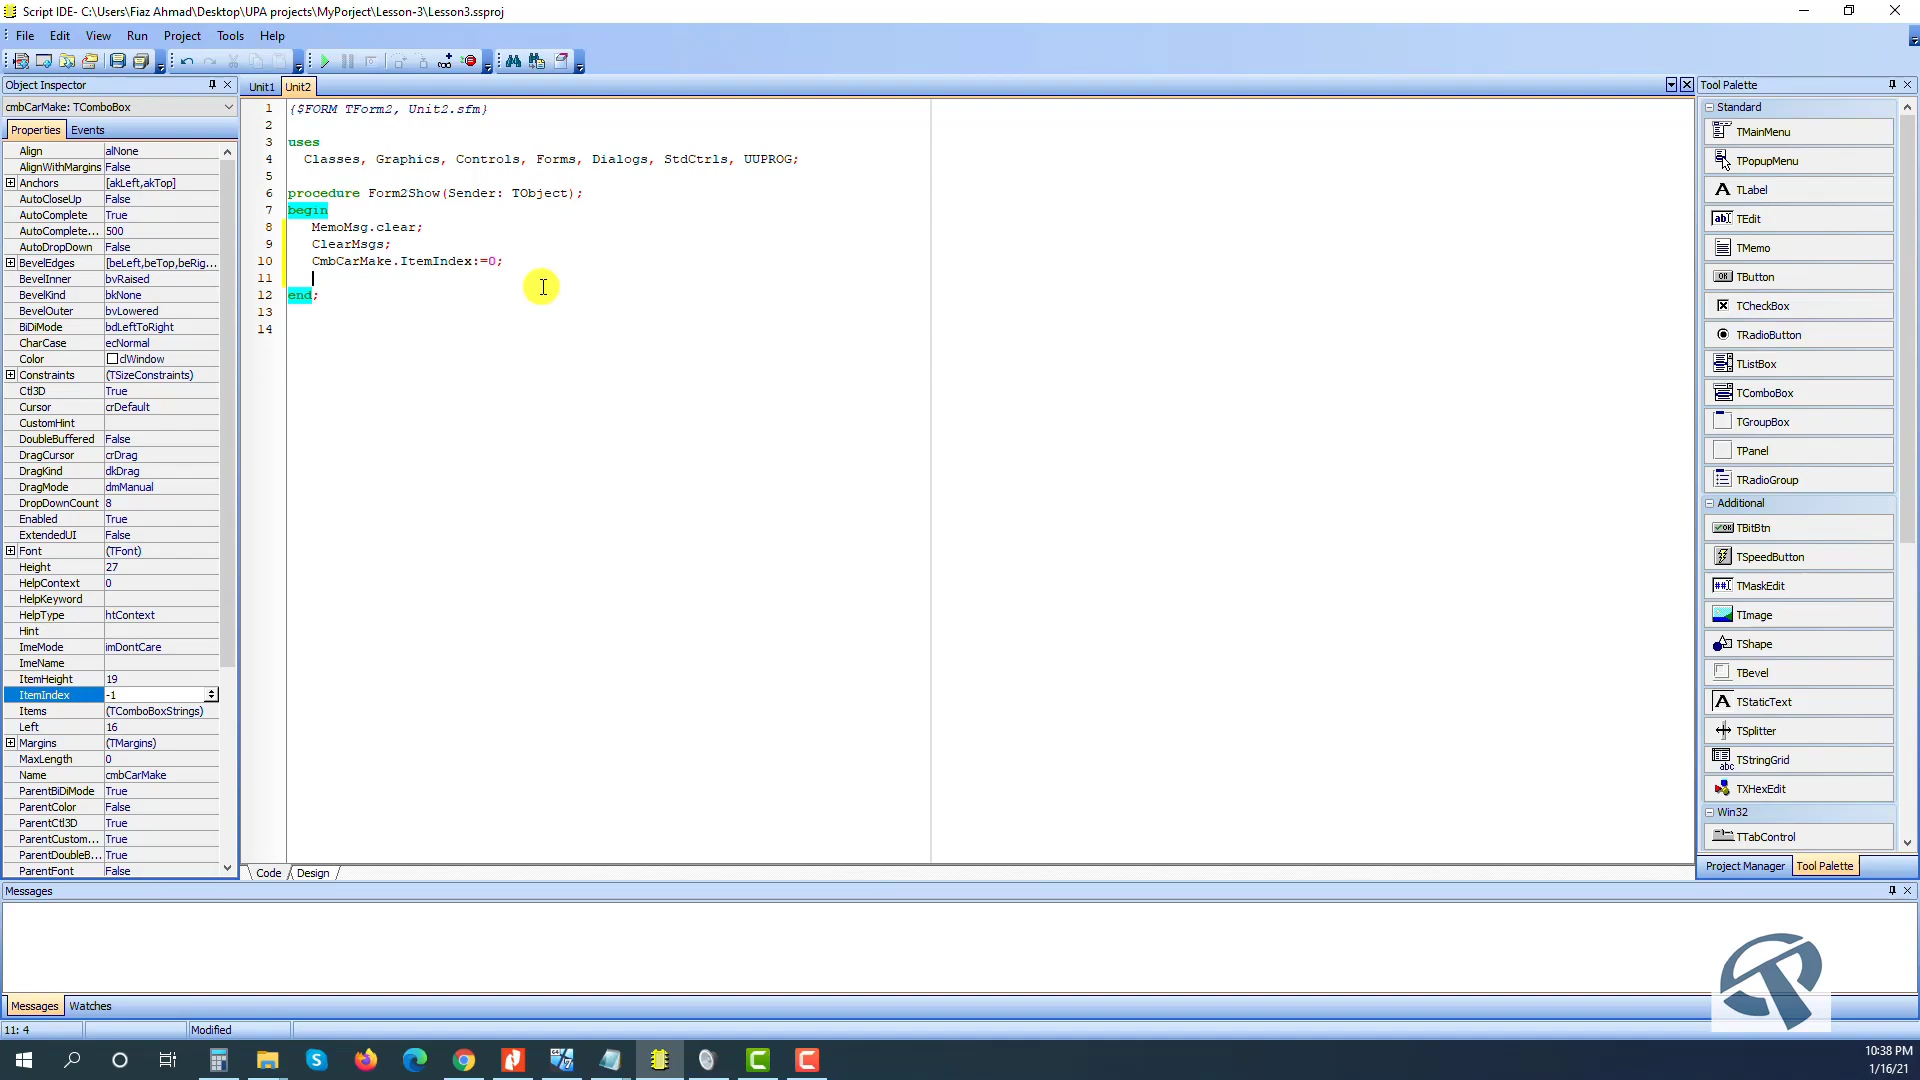 Script IDE- C:\Users\Fiaz Ahmad\Desktop\UPA projects\MyPorject\Lesson-3\Lesson3.ssproj
File Edit View Run Project Tools Help
Object Inspector
cmbCarMake: TComboBox
Properties Events
Align alNone
AlignWithMargins False
Anchors [akLeft,akTop]
AutoCloseUp False
AutoComplete True
AutoComplete... 500
AutoDropDown False
BevelEdges [beLeft,beTop,beRig...
BevelInner bvRaised
BevelKind bkNone
BevelOuter bvLowered
BiDiMode bdLeftToRight
CharCase ecNormal
Color clWindow
Constraints (TSizeConstraints)
Ctl3D True
Cursor crDefault
CustomHint
DoubleBuffered False
DragCursor crDrag
DragKind dkDrag
DragMode dmManual
DropDownCount 8
Enabled True
ExtendedUI False
Font (TFont)
Height 27
HelpContext 0
HelpKeyword
HelpType htContext
Hint
ImeMode imDontCare
ImeName
ItemHeight 19
ItemIndex -1
Items (TComboBoxStrings)
Left 16
Margins (TMargins)
MaxLength 0
Name cmbCarMake
ParentBiDiMode True
ParentColor False
ParentCtl3D True
ParentCustom... True
ParentDoubleB... True
ParentFont False
Unit1 Unit2
1 {$FORM TForm2, Unit2.sfm}
2
3 uses
4 Classes, Graphics, Controls, Forms, Dialogs, StdCtrls, UUPROG;
5
6 procedure Form2Show(Sender: TObject);
7 begin
8 MemoMsg.clear;
9 ClearMsgs;
10 CmbCarMake.ItemIndex:=0;
11
12 end;
13
14
Code Design
Tool Palette
Standard
TMainMenu
TPopupMenu
TLabel
TEdit
TMemo
TButton
TCheckBox
TRadioButton
TListBox
TComboBox
TGroupBox
TPanel
TRadioGroup
Additional
TBitBtn
TSpeedButton
TMaskEdit
TImage
TShape
TBevel
TStaticText
TSplitter
TStringGrid
TXHexEdit
Win32
TTabControl
Project Manager Tool Palette
Messages
Messages Watches
11: 4 Modified
10:38 PM
1/16/21